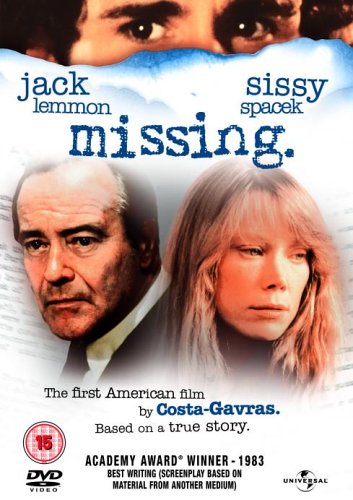 jack sissy
lemmon spacek
missing.
The first American film
by Costa-Gavras.
Based on a true story.
15
ACADEMY AWARD® WINNER - 1983
BEST WRITING (SCREENPLAY BASED ON
MATERIAL FROM ANOTHER MEDIUM)
DVD
VIDEO
UNIVERSAL